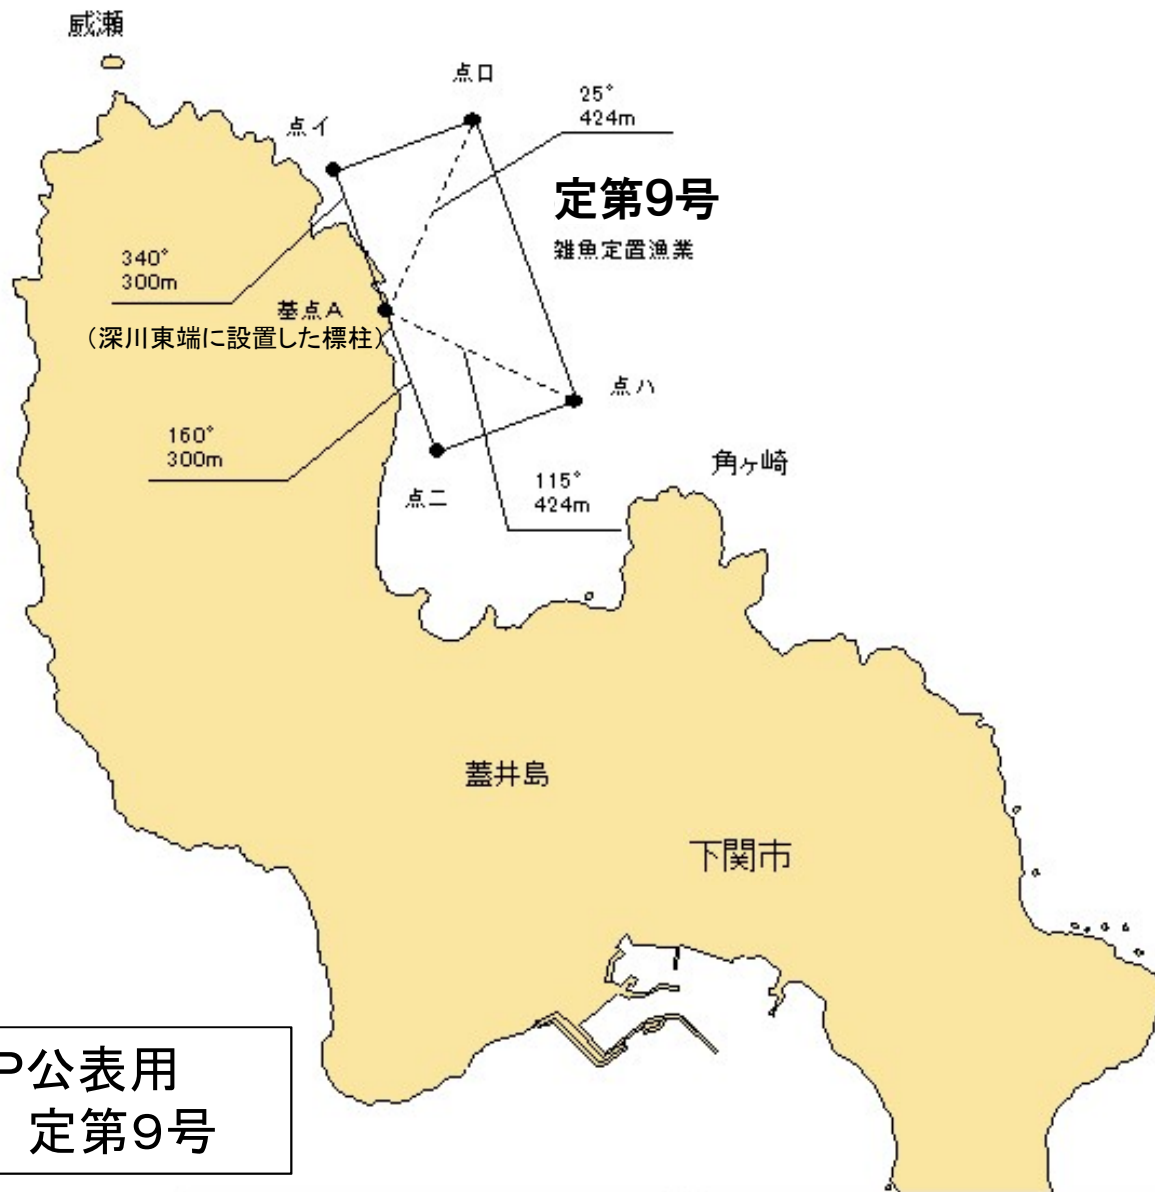 威瀬
点ロ
25°
424m
点イ
定第9号
雑魚定置漁業
340°
300m
基点A
(深川東端に設置した標柱)
点ハ
160°
300m
角ヶ崎
115°
424m
点ニ
蓋井島
下関市
P公表用
定第9号